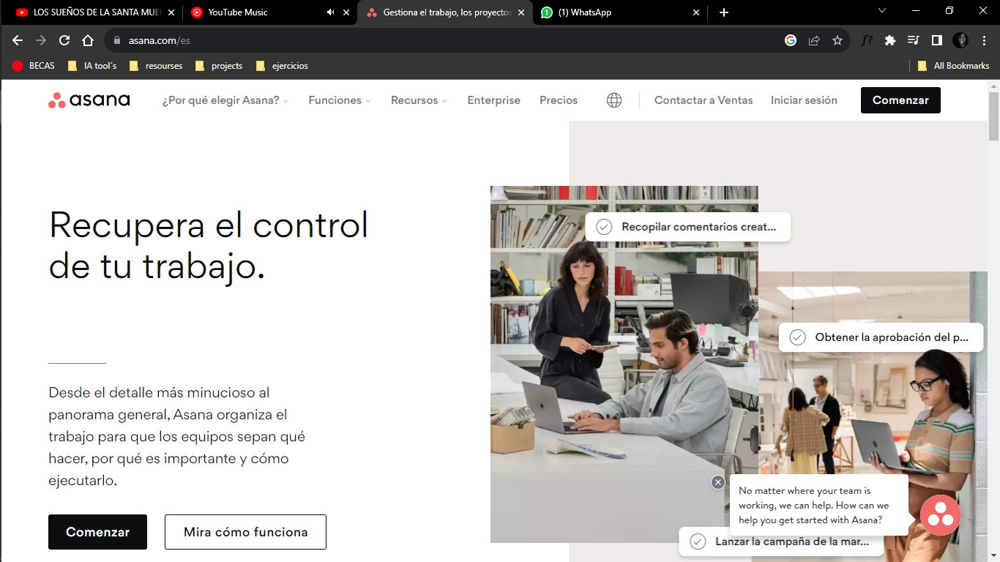 LOS SUEÑOS DE LA SANTA MUE
YouTube Music
Gestiona el trabajo, los proyectos
(1) WhatsApp
asana.com/es
BECAS
IA tool´s
resourses
projects
ejercicios
All Bookmarks
asana
¿Por qué elegir Asana?
Funciones
Recursos
Enterprise
Precios
Contactar a Ventas
Iniciar sesión
Comenzar
Recupera el control
de tu trabajo.
Desde el detalle más minucioso al
panorama general, Asana organiza el
trabajo para que los equipos sepan qué
hacer, por qué es importante y cómo
ejecutarlo.
Comenzar
Mira cómo funciona
Recopilar comentarios creat...
Obtener la aprobación del p...
No matter where your team is
working, we can help. How can we
help you get started with Asana?
Lanzar la campaña de la mar...